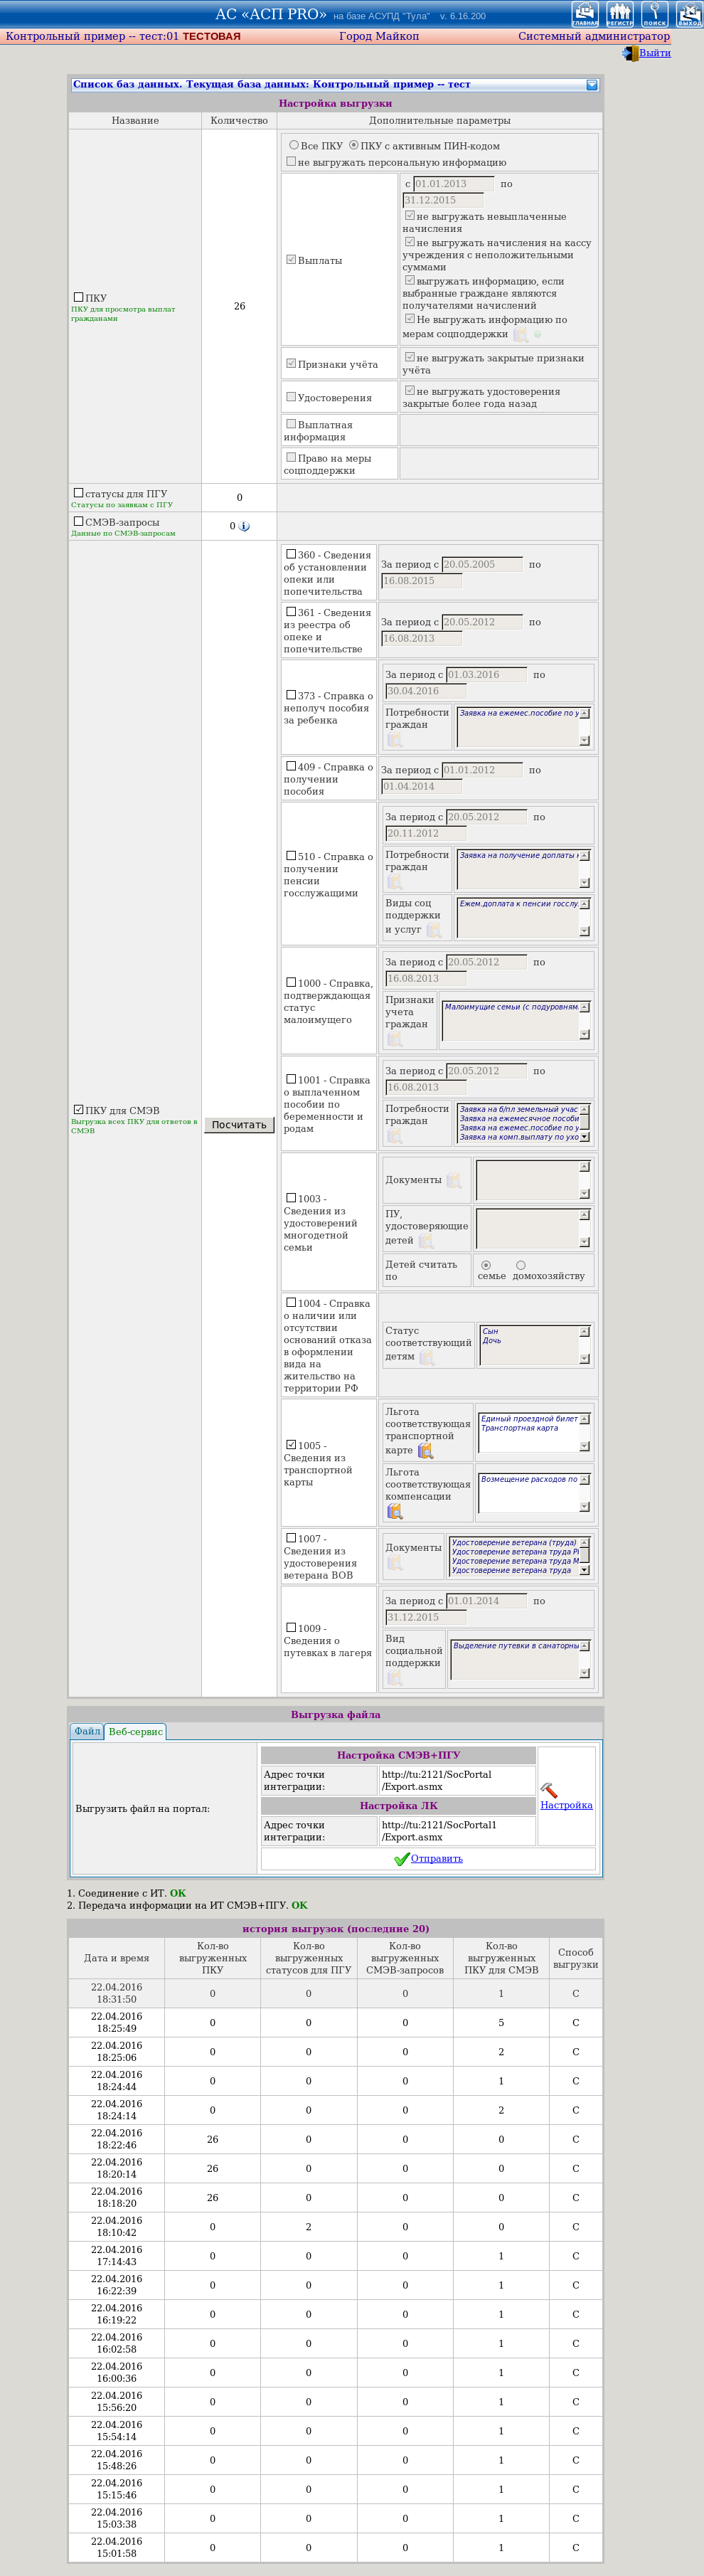 АС «АСП PRO» на базе АСУПД "Тула" v. 6.16.200
ГЛАВНАЯ РЕГИСТР ПОИСК ВЫХОД
Контрольный пример -- тест:01 ТЕСТОВАЯ Город Майкоп Системный администратор
Выйти
Список баз данных. Текущая база данных: Контрольный пример -- тест
Настройка выгрузки
Название Количество Дополнительные параметры
ПКУ
ПКУ для просмотра выплат
гражданами
26
Все ПКУ ПКУ с активным ПИН-кодом
не выгружать персональную информацию
Выплаты
с 01.01.2013 по
31.12.2015
не выгружать невыплаченные
начисления
не выгружать начисления на кассу
учреждения с неположительными
суммами
выгружать информацию, если
выбранные граждане являются
получателями начислений
Не выгружать информацию по
мерам соцподдержки
Признаки учёта
не выгружать закрытые признаки
учёта
Удостоверения
не выгружать удостоверения
закрытые более года назад
Выплатная
информация
Право на меры
соцподдержки
статусы для ПГУ
Статусы по заявкам с ПГУ
0
СМЭВ-запросы
Данные по СМЭВ-запросам
0
ПКУ для СМЭВ
Выгрузка всех ПКУ для ответов в
СМЭВ
Посчитать
360 - Сведения
об установлении
опеки или
попечительства
За период с 20.05.2005 по
16.08.2015
361 - Сведения
из реестра об
опеке и
попечительстве
За период с 20.05.2012 по
16.08.2013
373 - Справка о
неполуч пособия
за ребенка
За период с 01.03.2016 по
30.04.2016
Потребности
граждан
Заявка на ежемес.пособие по у
409 - Справка о
получении
пособия
За период с 01.01.2012 по
01.04.2014
510 - Справка о
получении
пенсии
госслужащими
За период с 20.05.2012 по
20.11.2012
Потребности
граждан
Заявка на получение доплаты к
Виды соц
поддержки
и услуг
Ежем.доплата к пенсии госслу
1000 - Справка,
подтверждающая
статус
малоимущего
За период с 20.05.2012 по
16.08.2013
Признаки
учета
граждан
Малоимущие семьи (с подуровням
1001 - Справка
о выплаченном
пособии по
беременности и
родам
За период с 20.05.2012 по
16.08.2013
Потребности
граждан
Заявка на б/пл земельный учас
Заявка на ежемесячное пособи
Заявка на ежемес.пособие по у
Заявка на комп.выплату по ухо
1003 -
Сведения из
удостоверений
многодетной
семьи
Документы
ПУ,
удостоверяющие
детей
Детей считать
по
семье домохозяйству
1004 - Справка
о наличии или
отсутствии
оснований отказа
в оформлении
вида на
жительство на
территории РФ
Статус
соответствующий
детям
Сын
Дочь
1005 -
Сведения из
транспортной
карты
Льгота
соответствующая
транспортной
карте
Единый проездной билет
Транспортная карта
Льгота
соответствующая
компенсации
Возмещение расходов по
1007 -
Сведения из
удостоверения
ветерана ВОВ
Документы
Удостоверение ветерана (труда)
Удостоверение ветерана труда Р
Удостоверение ветерана труда М
Удостоверение ветерана труда
1009 -
Сведения о
путевках в лагеря
За период с 01.01.2014 по
31.12.2015
Вид
социальной
поддержки
Выделение путевки в санаторны
Выгрузка файла
Файл Веб-сервис
Выгрузить файл на портал:
Настройка СМЭВ+ПГУ
Адрес точки
интеграции:
http://tu:2121/SocPortal
/Export.asmx
Настройка ЛК
Адрес точки
интеграции:
http://tu:2121/SocPortal1
/Export.asmx
Настройка
Отправить
1. Соединение с ИТ. OK
2. Передача информации на ИТ СМЭВ+ПГУ. OK
история выгрузок (последние 20)
Дата и время
Кол-во
выгруженных
ПКУ
Кол-во
выгруженных
статусов для ПГУ
Кол-во
выгруженных
СМЭВ-запросов
Кол-во
выгруженных
ПКУ для СМЭВ
Способ
выгрузки
22.04.2016
18:31:50 0 0 0 1 С
22.04.2016
18:25:49 0 0 0 5 С
22.04.2016
18:25:06 0 0 0 2 С
22.04.2016
18:24:44 0 0 0 1 С
22.04.2016
18:24:14 0 0 0 2 С
22.04.2016
18:22:46 26 0 0 0 С
22.04.2016
18:20:14 26 0 0 0 С
22.04.2016
18:18:20 26 0 0 0 С
22.04.2016
18:10:42 0 2 0 0 С
22.04.2016
17:14:43 0 0 0 1 С
22.04.2016
16:22:39 0 0 0 1 С
22.04.2016
16:19:22 0 0 0 1 С
22.04.2016
16:02:58 0 0 0 1 С
22.04.2016
16:00:36 0 0 0 1 С
22.04.2016
15:56:20 0 0 0 1 С
22.04.2016
15:54:14 0 0 0 1 С
22.04.2016
15:48:26 0 0 0 1 С
22.04.2016
15:15:46 0 0 0 1 С
22.04.2016
15:03:38 0 0 0 1 С
22.04.2016
15:01:58 0 0 0 1 С